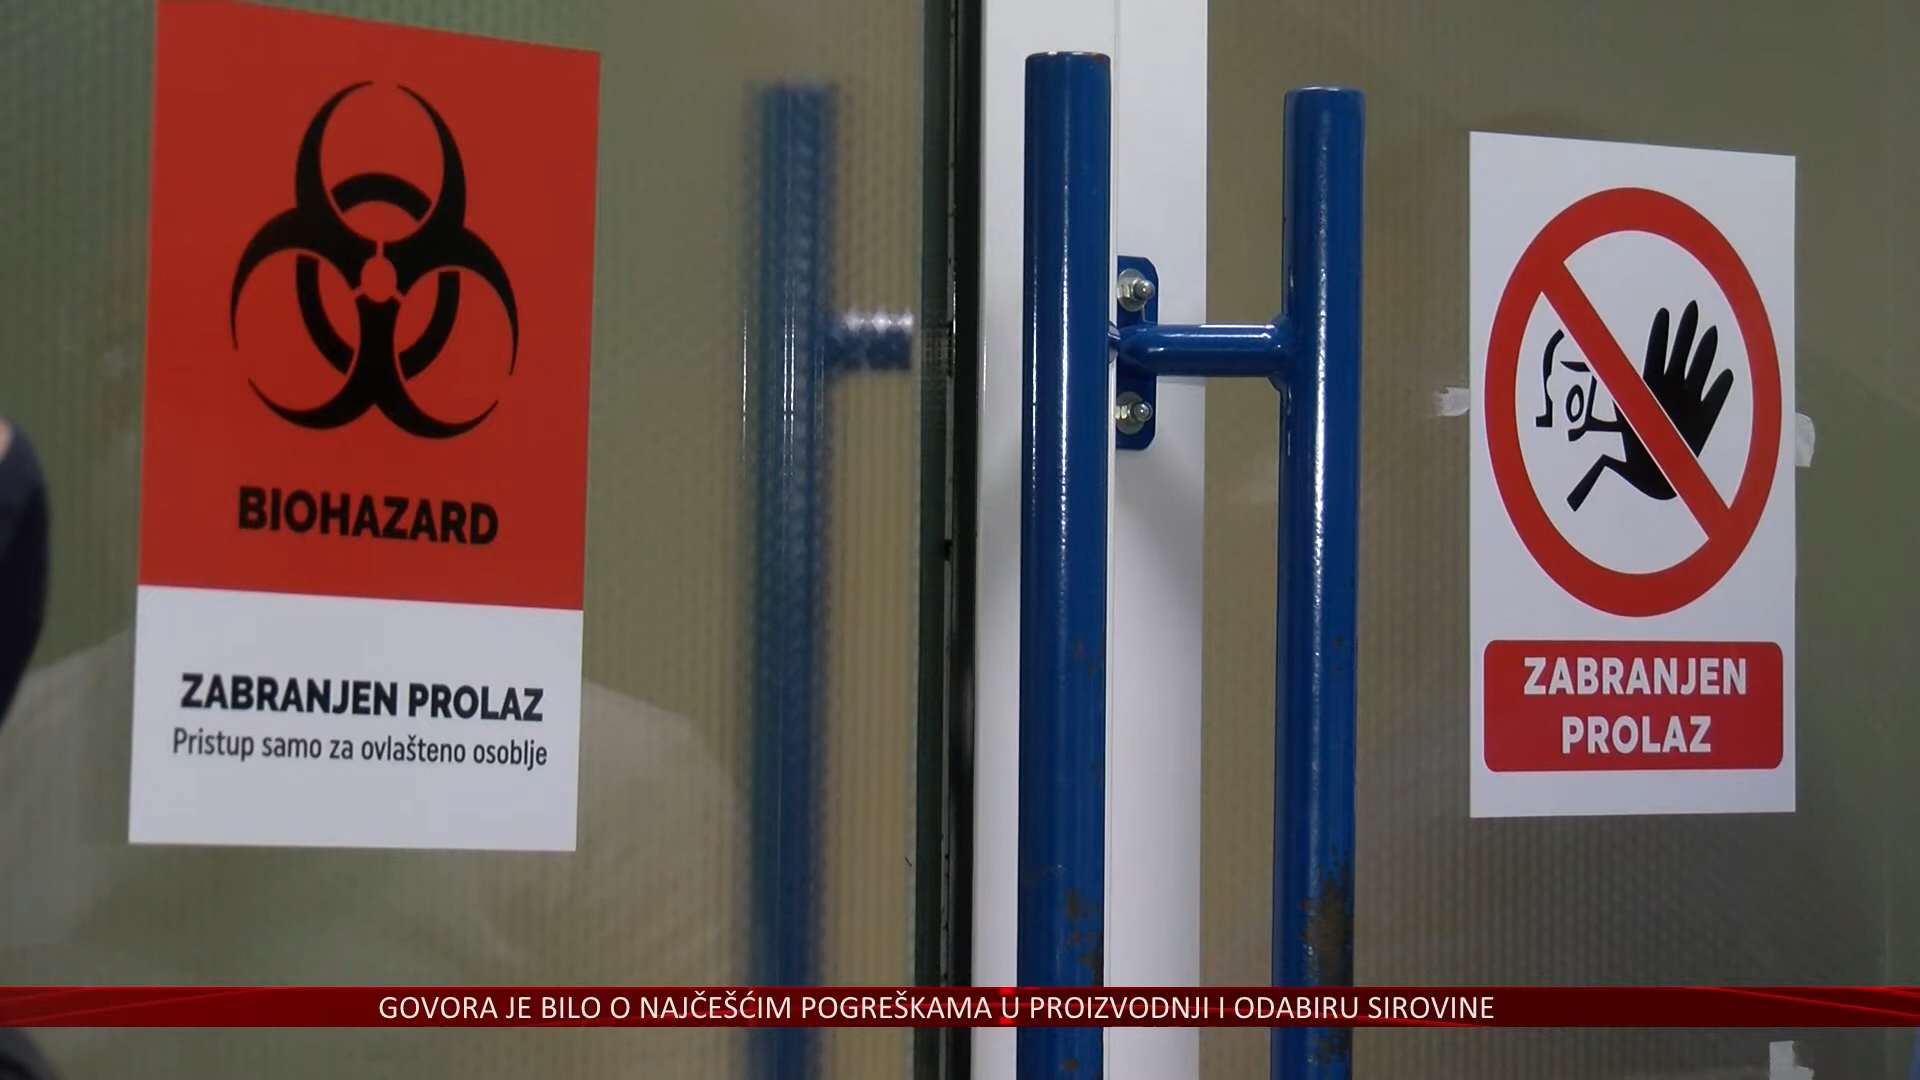 BIOHAZARD
ZABRANJEN PROLAZ
Pristup samo za ovlašteno osoblje
ZABRANJEN
PROLAZ
GOVORA JE BILO O NAJČEŠĆIM POGREŠKAMA U PROIZVODNJI I ODABIRU SIROVINE